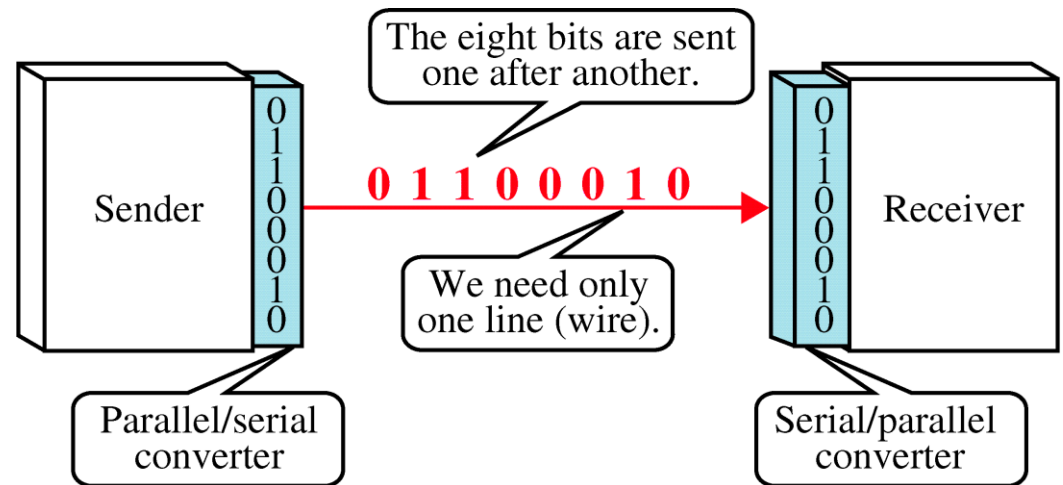 The eight bits are sent
one after another.
Sender
0
1
1
0
0
0
1
0
0 1 1 0 0 0 1 0
0
1
1
0
0
0
1
0
Receiver
We need only
one line (wire).
Parallel/serial
converter
Serial/parallel
converter